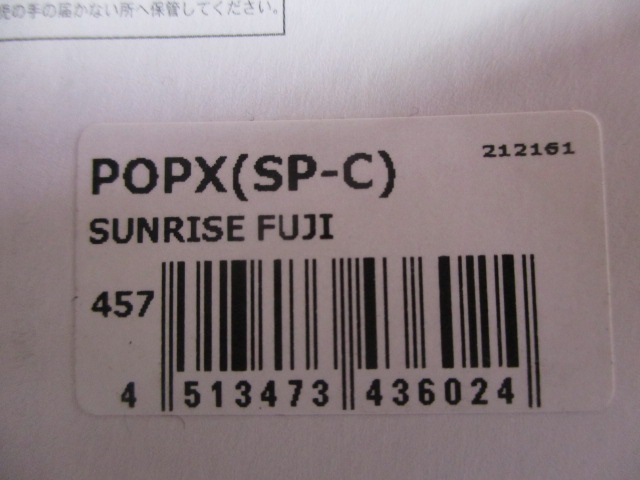 の手の届かない所へ保管してください。
POPX(SP-C)
212161
SUNRISE FUJI
457
4 513473 436024